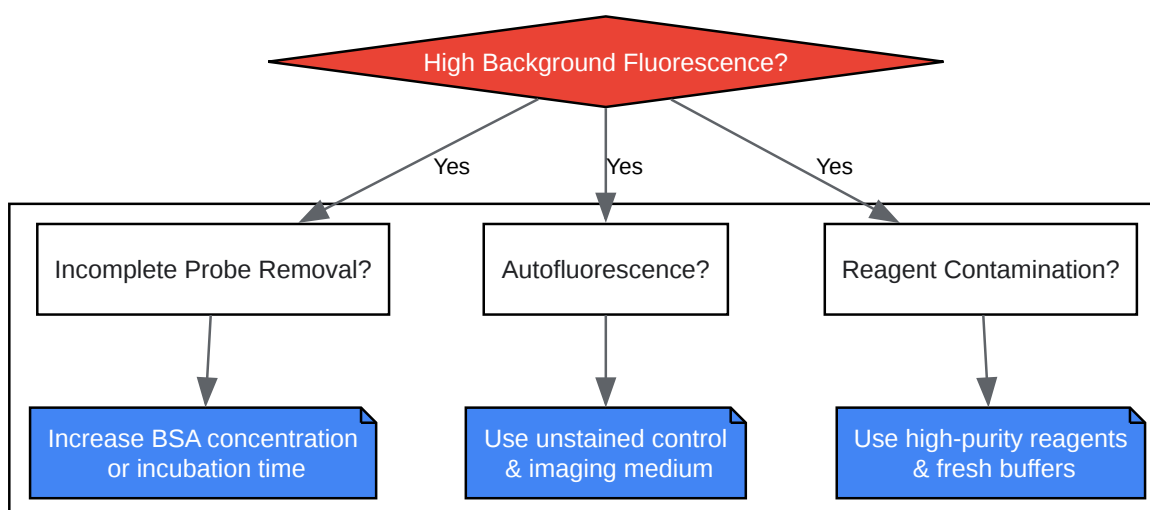 High Background Fluorescence?
Yes
Yes
Yes
Incomplete Probe Removal?
Autofluorescence?
Reagent Contamination?
Increase BSA concentration
or incubation time
Use unstained control
& imaging medium
Use high-purity reagents
& fresh buffers